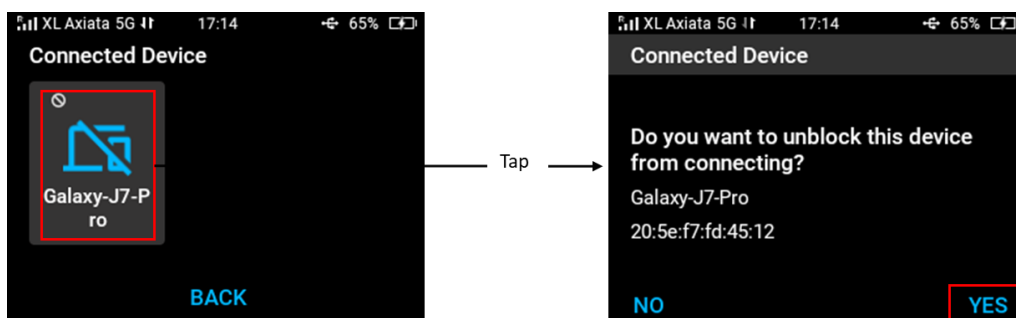 XL Axiata 5G 17:14 65%
Connected Device
Galaxy-J7-P
ro
BACK
Tap
XL Axiata 5G 17:14 65%
Connected Device
Do you want to unblock this device
from connecting?
Galaxy-J7-Pro
20:5e:f7:fd:45:12
NO YES